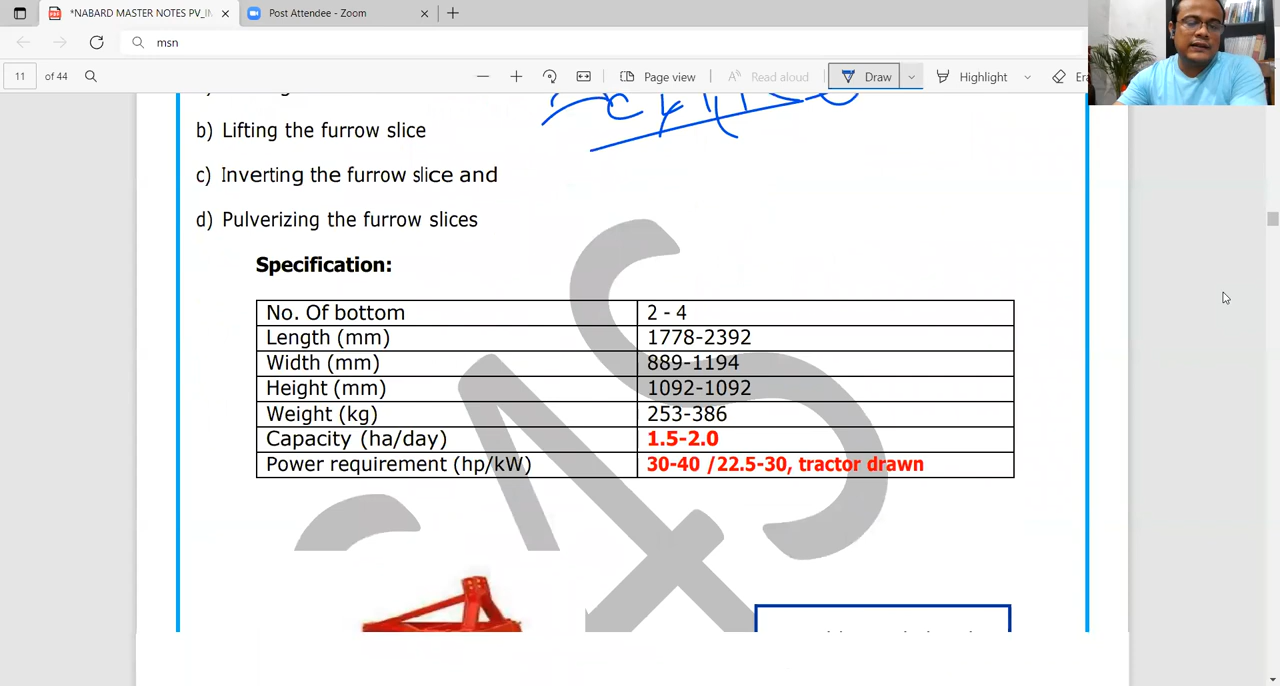 *NABARD MASTER NOTES PV_IN
Post Attendee - Zoom
msn
11 of 44
Page view
Read aloud
Draw
Highlight
Era
b) Lifting the furrow slice
c) Inverting the furrow slice and
d) Pulverizing the furrow slices
Specification:
No. Of bottom 2 - 4
Length (mm) 1778-2392
Width (mm) 889-1194
Height (mm) 1092-1092
Weight (kg) 253-386
Capacity (ha/day) 1.5-2.0
Power requirement (hp/kW) 30-40 /22.5-30, tractor drawn